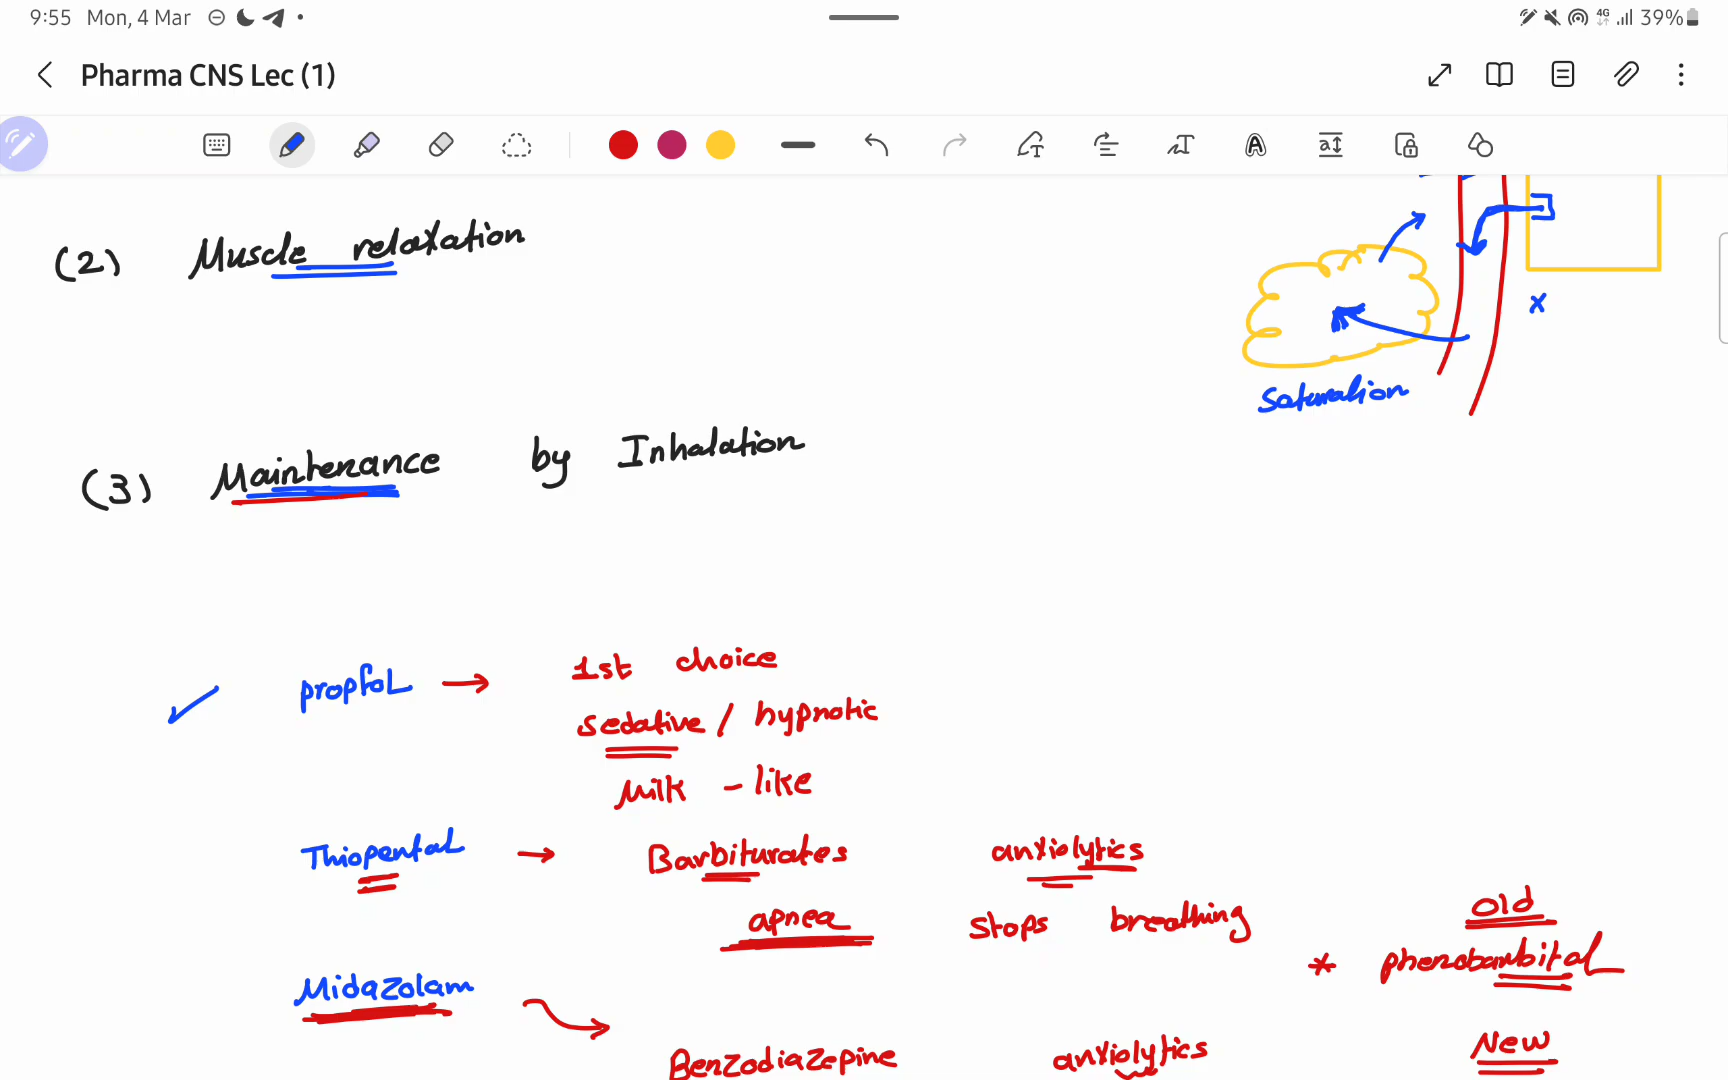 9:55 Mon, 4 Mar
4G 39%
Pharma CNS Lec (1)
(2) Muscle relaxation
x
Saturation
(3) Maintenance by Inhalation
propfol → 1st choice
sedative / hypnotic
Milk - like
Thiopental → Barbiturates anxiolytics
apnea stops breathing
Old
* phenobarbital
Midazolam
Benzodiazepine anxiolytics
New